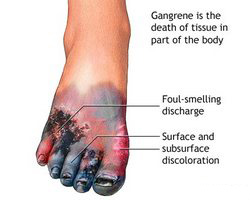 Gangrene is the
death of tissue in
part of the body
Foul-smelling
discharge
Surface and
subsurface
discoloration